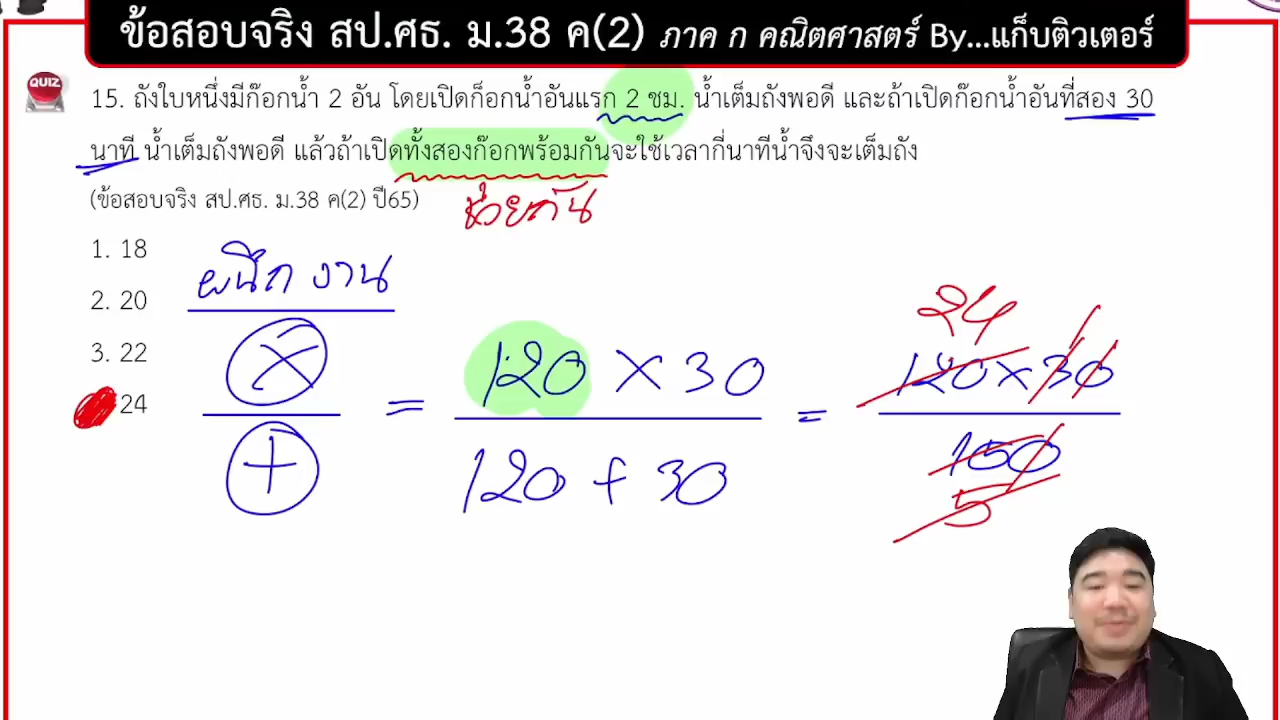 ข้อสอบจริง สป.ศธ. ม.38 ค(2) ภาค ก คณิตศาสตร์ By...แก็บติวเตอร์
QUIZ
15. ถังใบหนึ่งมีก๊อกน้ำ 2 อัน โดยเปิดก็อกน้ำอันแรก 2 ชม. น้ำเต็มถังพอดี และถ้าเปิดก๊อกน้ำอันที่สอง 30
นาที น้ำเต็มถังพอดี แล้วถ้าเปิดทั้งสองก๊อกพร้อมกันจะใช้เวลากี่นาทีน้ำจึงจะเต็มถัง
(ข้อสอบจริง สป.ศธ. ม.38 ค(2) ปี65)
ช่วยกัน
1. 18
2. 20
3. 22
24
ผนึก งาน
×
+
= 120 × 30
120 + 30
= 120 × 30
150
24
1
5